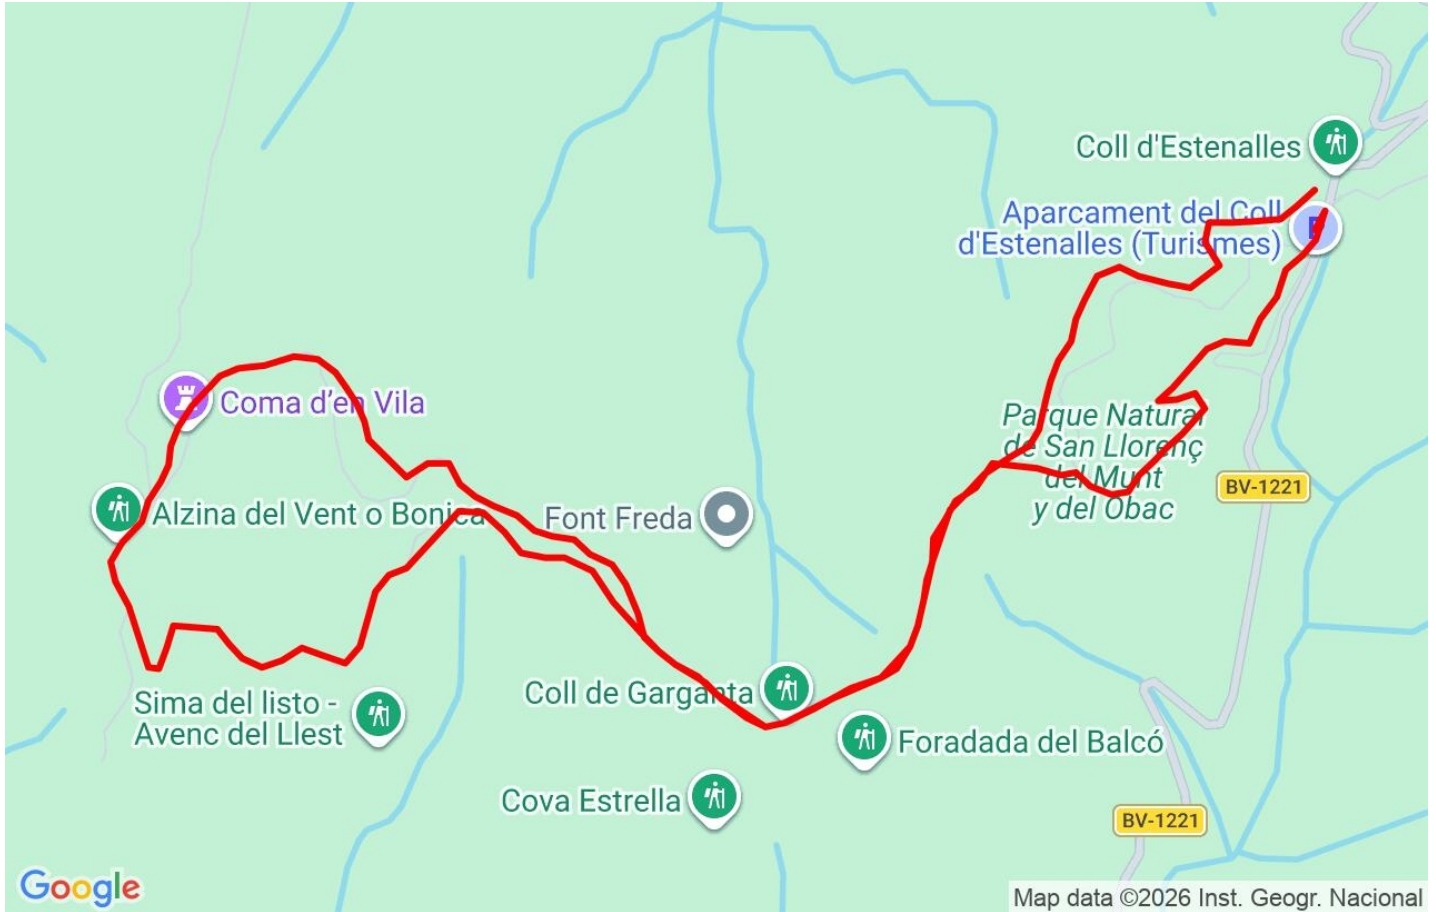 Coll d'Estenalles
Aparcament del Coll
d'Estenalles (Turismes)
P
Coma d'en Vila
Parque Natural
de San Llorenç
del Munt
y del Obac
BV-1221
Alzina del Vent o Bonica
Font Freda
Coll de Garganta
Sima del listo -
Avenc del Llest
Foradada del Balcó
Cova Estrella
BV-1221
Google
Map data ©2026 Inst. Geogr. Nacional